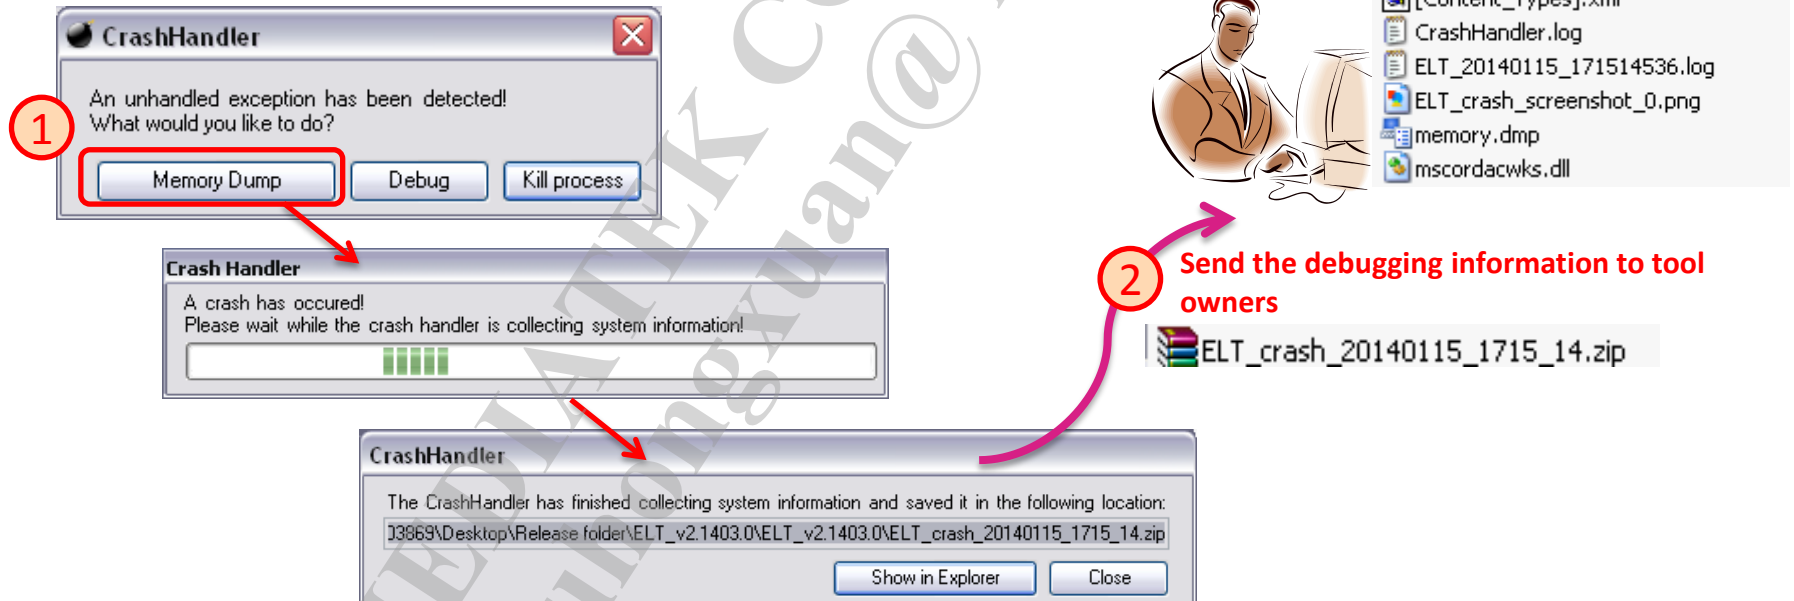 CrashHandler
An unhandled exception has been detected!
What would you like to do?
1
Memory Dump
Debug
Kill process
Crash Handler
A crash has occured!
Please wait while the crash handler is collecting system information!
CrashHandler
The CrashHandler has finished collecting system information and saved it in the following location:
03869\Desktop\Release folder\ELT_v2.1403.0\ELT_v2.1403.0\ELT_crash_20140115_1715_14.zip
Show in Explorer
Close
[Content_Types].xml
CrashHandler.log
ELT_20140115_171514536.log
ELT_crash_screenshot_0.png
memory.dmp
mscordacwks.dll
2
Send the debugging information to tool
owners
ELT_crash_20140115_1715_14.zip